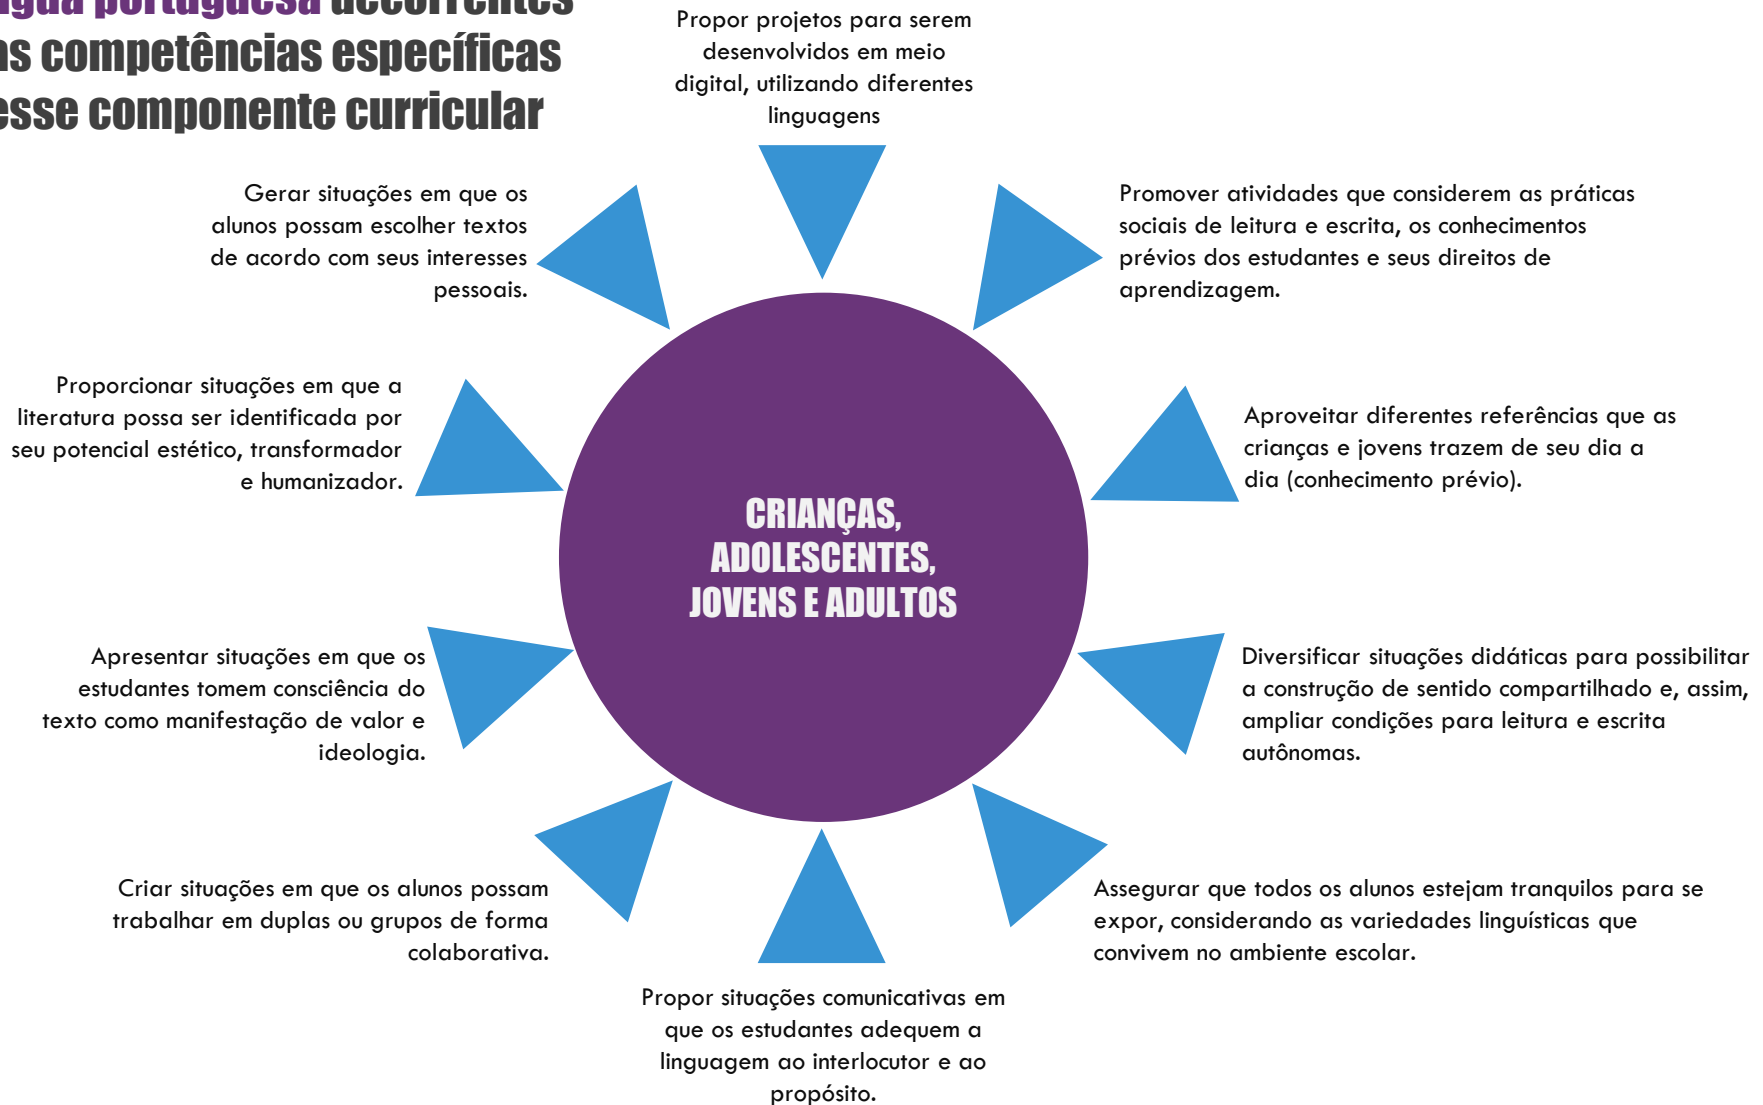 portuguesa decorrentes
competências específicas
componente curricular
Propor projetos para serem
desenvolvidos em meio
digital, utilizando diferentes
linguagens
Promover atividades que considerem as práticas
sociais de leitura e escrita, os conhecimentos
prévios dos estudantes e seus direitos de
aprendizagem.
Aproveitar diferentes referências que as
crianças e jovens trazem de seu dia a
dia (conhecimento prévio).
Diversificar situações didáticas para possibilitar
a construção de sentido compartilhado e, assim,
ampliar condições para leitura e escrita
autônomas.
Assegurar que todos os alunos estejam tranquilos para se
expor, considerando as variedades linguísticas que
convivem no ambiente escolar.
Propor situações comunicativas em
que os estudantes adequem a
linguagem ao interlocutor e ao
propósito.
Criar situações em que os alunos possam
trabalhar em duplas ou grupos de forma
colaborativa.
Apresentar situações em que os
estudantes tomem consciência do
texto como manifestação de valor e
ideologia.
Proporcionar situações em que a
literatura possa ser identificada por
seu potencial estético, transformador
e humanizador.
Gerar situações em que os
alunos possam escolher textos
de acordo com seus interesses
pessoais.
CRIANÇAS,
ADOLESCENTES,
JOVENS E ADULTOS